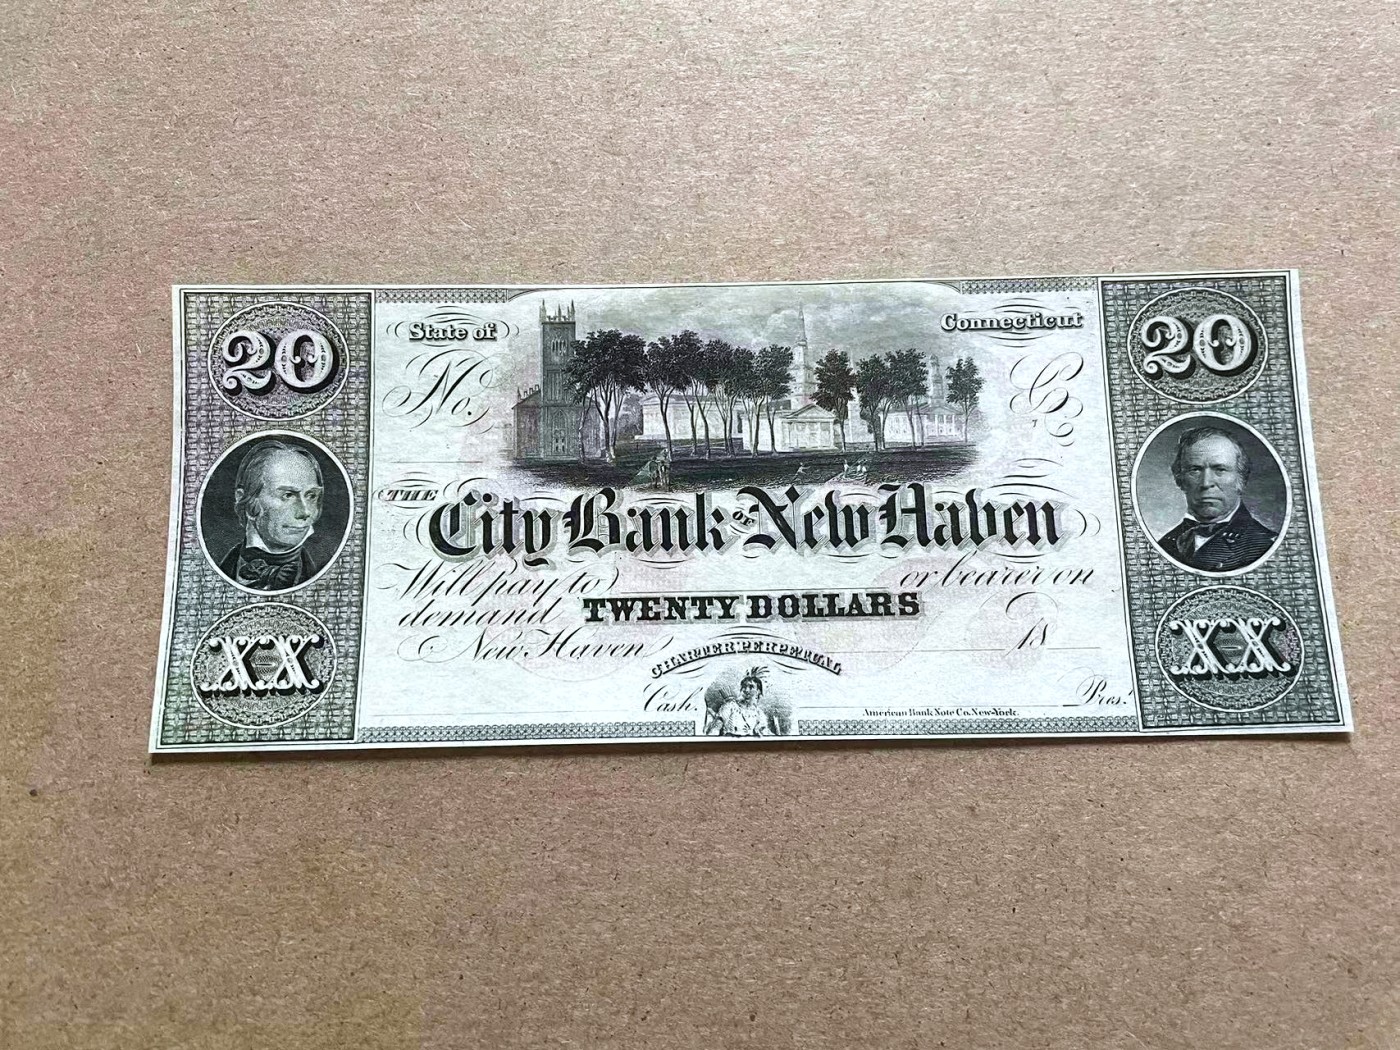 20
State of
Connecticut
20
No.
C
THE
City Bank of New Haven
Will pay to
or bearer on
demand
TWENTY DOLLARS
New Haven
18
CHARTER PERPETUAL
Cash.
American Bank Note Co. New-York.
Pres.t
XX
XX